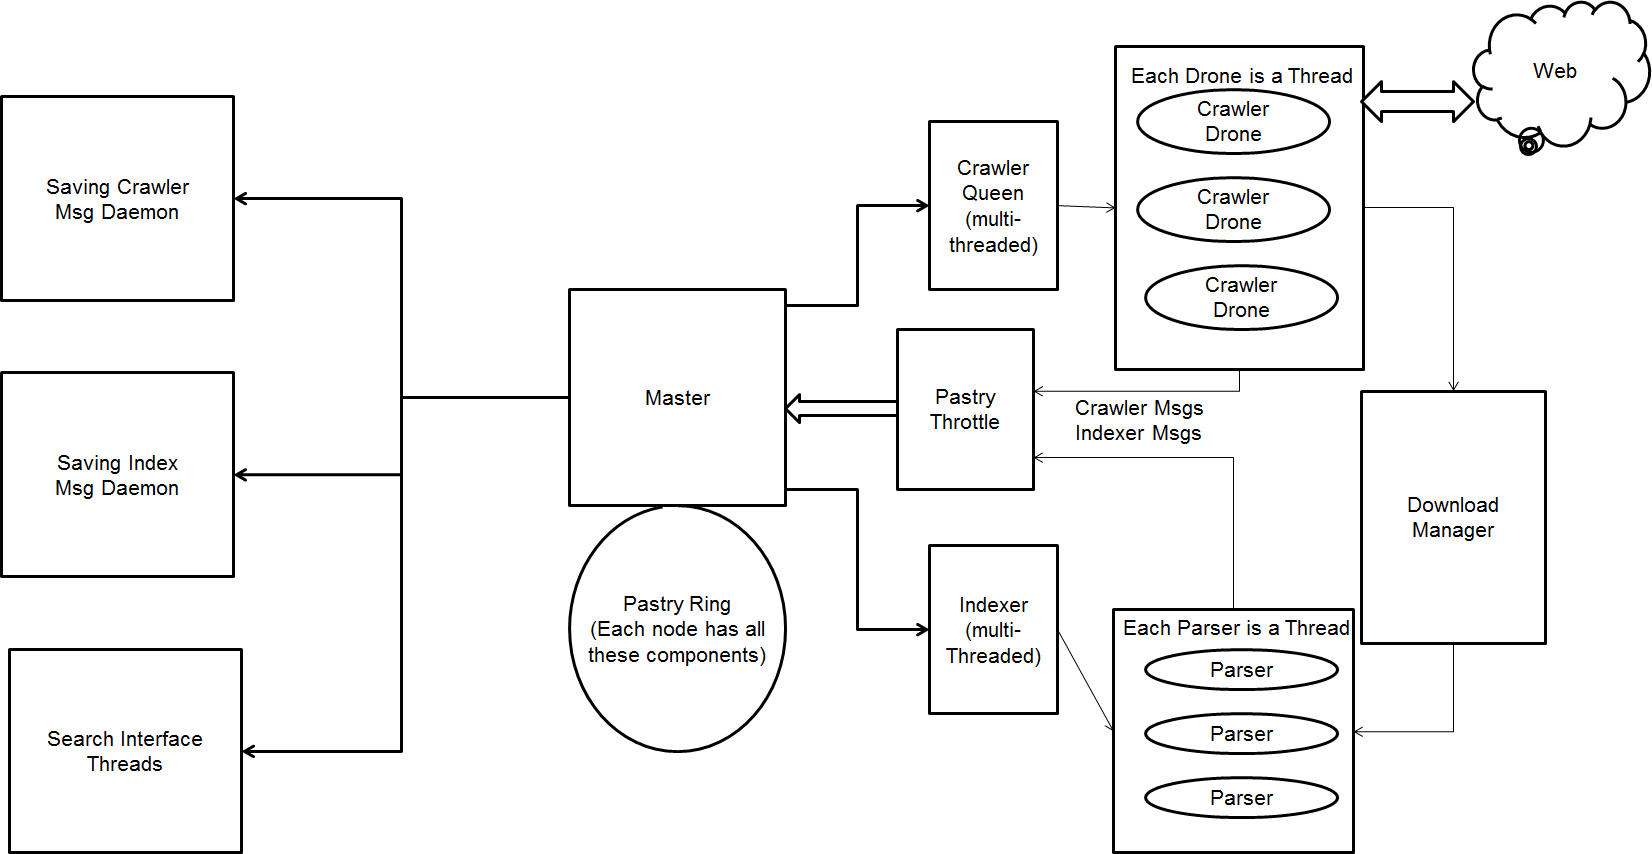 Each Drone is a Thread
Crawler
Drone
Crawler
Drone
Crawler
Drone
Web
Crawler
Queen
(multi-
threaded)
Saving Crawler
Msg Daemon
Master
Pastry
Throttle
Crawler Msgs
Indexer Msgs
Saving Index
Msg Daemon
Download
Manager
Pastry Ring
(Each node has all
these components)
Indexer
(multi-
Threaded)
Each Parser is a Thread
Parser
Parser
Parser
Search Interface
Threads